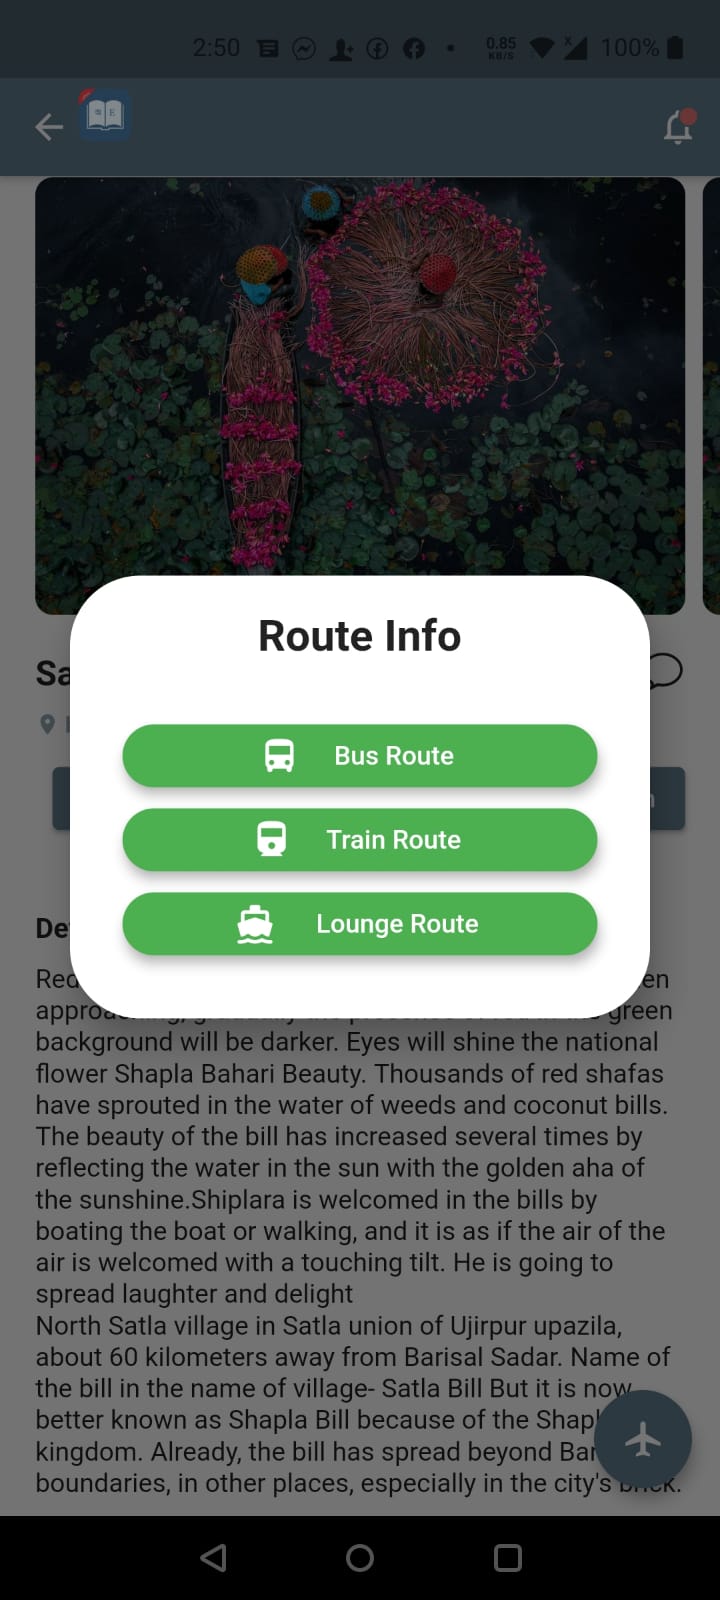 2:50 0.85 KB/S X 100%
E
Route Info
Sa
Bus Route
Train Route
Lounge Route
De
Red en
green
background will be darker. Eyes will shine the national
flower Shapla Bahari Beauty. Thousands of red shafas
have sprouted in the water of weeds and coconut bills.
The beauty of the bill has increased several times by
reflecting the water in the sun with the golden aha of
the sunshine.Shiplara is welcomed in the bills by
boating the boat or walking, and it is as if the air of the
air is welcomed with a touching tilt. He is going to
spread laughter and delight
North Satla village in Satla union of Ujirpur upazila,
about 60 kilometers away from Barisal Sadar. Name of
the bill in the name of village- Satla Bill But it is now
better known as Shapla Bill because of the Shapl
kingdom. Already, the bill has spread beyond Bar
boundaries, in other places, especially in the city's brick.